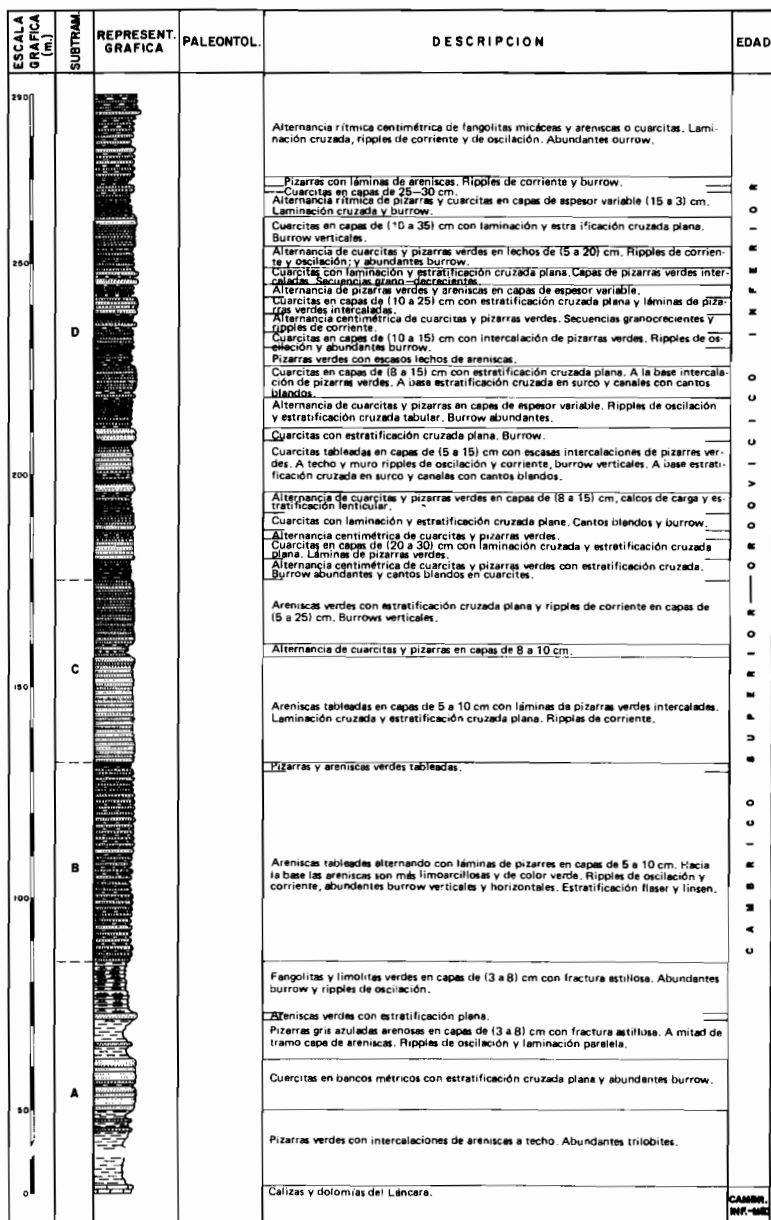 ESCALA GRAFICA (m.)
SUBTRAM.
REPRESENT. GRAFICA
PALEONTOL.
DESCRIPCION
EDAD
290
250
200
150
100
50
0
D
C
B
A
Alternancia rítmica centimétrica de fangolitas micáceas y areniscas o cuarcitas. Lami-
nación cruzada, ripples de corriente y de oscilación. Abundantes ourrow.
Pizarras con láminas de areniscas. Ripples de corriente y burrow.
Cuarcitas en capas de 25—30 cm.
Alternancia rítmica de pizarras y cuarcitas en capas de espesor variable (15 a 3) cm.
Laminación cruzada y burrow.
Cuarcitas en capas de (10 a 35) cm con laminación y estra ificación cruzada plana.
Burrow verticales.
Alternancia de cuarcitas y pizarras verdes en lechos de (5 a 20) cm. Ripples de corrien-
te y oscilación; y abundantes burrow.
Cuarcitas con laminación y estratificación cruzada plana. Capas de pizarras verdes inter-
caladas. Secuencias grano—decrecientes.
Alternancia de pizarras verdes y areniscas en capas de espesor variable.
Cuarcitas en capas de (10 a 25) cm con estratificación cruzada plana y láminas de piza-
rras verdes intercaladas.
Alternancia centimétrica de cuarcitas y pizarras verdes. Secuencias granocrecientes y
ripples de corriente.
Cuarcitas en capes de (10 a 15) cm con intercalación de pizarras verdes. Ripples de os-
cilación y abundantes burrow.
Pizarras verdes con escasos lechos de areniscas.
Cuarcitas en capas de (8 a 15) cm con estratificación cruzada plana. A la base intercala-
ción de pizarras verdes. A base estratificación cruzada en surco y canales con cantos
blandos.
Alternancia de cuarcitas y pizarras en capas de espesor variable. Ripples de oscilación
y estratificación cruzada tabular. Burrow abundantes.
Cuarcitas con estratificación cruzada plana. Burrow.
Cuarcitas tableadas en capas de (5 a 15) cm con escasas intercalaciones de pizarres ver-
des. A techo y muro ripples de oscilación y corriente, burrow verticales. A base estrati-
ficación cruzada en surco y canales con cantos blandos.
Alternancia de cuarcitas y pizarras verdes en capas de (8 a 15) cm, calcos de carga y es-
tratificación lenticular.
Cuarcitas con laminación y estratificación cruzada plane. Cantos blandos y burrow.
Alternancia centimétrica de cuarcitas y pizarras verdes.
Cuarcitas en capas de (20 a 30) cm con laminación cruzada y estratificación cruzada
plana. Láminas de pizarras verdes.
Alternancia centimétrica de cuarcitas y pizarras verdes con estratificación cruzada.
Burrow abundantes y cantos blandos en cuarcites.
Areniscas verdes con estratificación cruzada plana y ripples de corriente en capas de
(5 a 25) cm. Burrows verticales.
Alternancia de cuarcitas y pizarras en capas de 8 a 10 cm.
Areniscas tableadas en capas de 5 a 10 cm con láminas de pizarras verdes intercaladas.
Laminación cruzada y estratificación cruzada plana. Ripplas de corriente.
Pizarras y areniscas verdes tableadas.
Areniscas tableadas alternando con láminas de pizarres en capas de 5 a 10 cm. Hacia
la base las areniscas son más limoarcillosas y de color verde. Ripples de oscilación y
corriente, abundantes burrow verticales y horizontales. Estratificación flaser y linsen.
Fangolitas y limolitas verdes en capas de (3 a 8) cm con fractura astillosa. Abundantes
burrow y ripples de oscilación.
Areniscas verdes con estratificación plana.
Pizarras gris azuladas arenosas en capas de (3 a 8) cm con fractura astillosa. A mitad de
tramo capa de areniscas. Ripples de oscilación y laminación paralela.
Cuercitas en bancos métricos con estratificación cruzada plana y abundantes burrow.
Pizarras verdes con intercalaciones de areniscas a techo. Abundantes trilobites.
Calizas y dolomías del Láncara.
CAMBRICO SUPERIOR — ORDOVICICO INFERIOR
CAMBR. INF.-MED